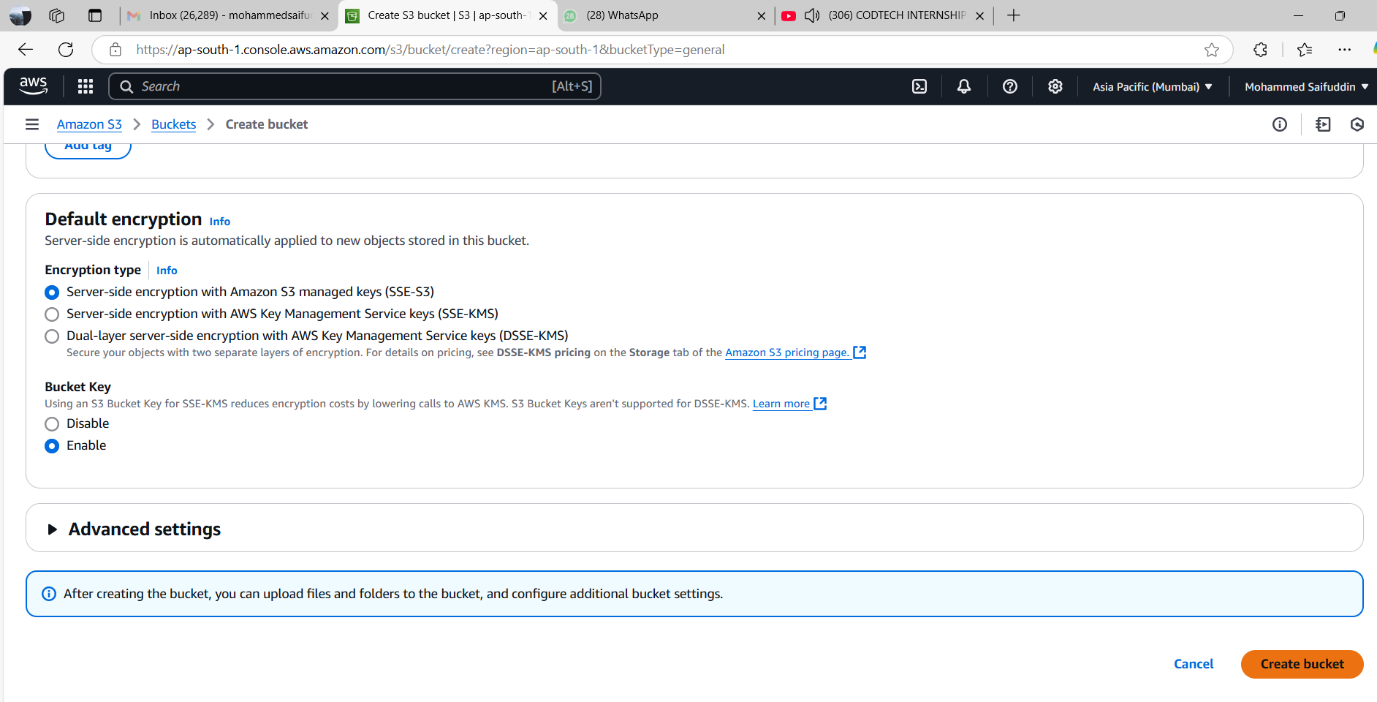 Inbox (26,289) - mohammedsaifu
Create S3 bucket | S3 | ap-south-1
28
(28) WhatsApp
(306) CODTECH INTERNSHIP
https://ap-south-1.console.aws.amazon.com/s3/bucket/create?region=ap-south-1&bucketType=general
aws
Search
[Alt+S]
Asia Pacific (Mumbai)
Mohammed Saifuddin
Amazon S3
Buckets
Create bucket
Add tag
Default encryption Info
Server-side encryption is automatically applied to new objects stored in this bucket.
Encryption type Info
Server-side encryption with Amazon S3 managed keys (SSE-S3)
Server-side encryption with AWS Key Management Service keys (SSE-KMS)
Dual-layer server-side encryption with AWS Key Management Service keys (DSSE-KMS)
Secure your objects with two separate layers of encryption. For details on pricing, see DSSE-KMS pricing on the Storage tab of the Amazon S3 pricing page.
Bucket Key
Using an S3 Bucket Key for SSE-KMS reduces encryption costs by lowering calls to AWS KMS. S3 Bucket Keys aren't supported for DSSE-KMS. Learn more
Disable
Enable
Advanced settings
After creating the bucket, you can upload files and folders to the bucket, and configure additional bucket settings.
Cancel
Create bucket